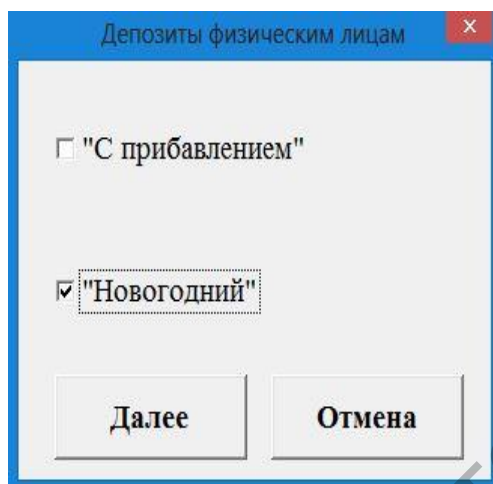 Депозиты физическим лицам
"С прибавлением"
"Новогодний"
Далее
Отмена